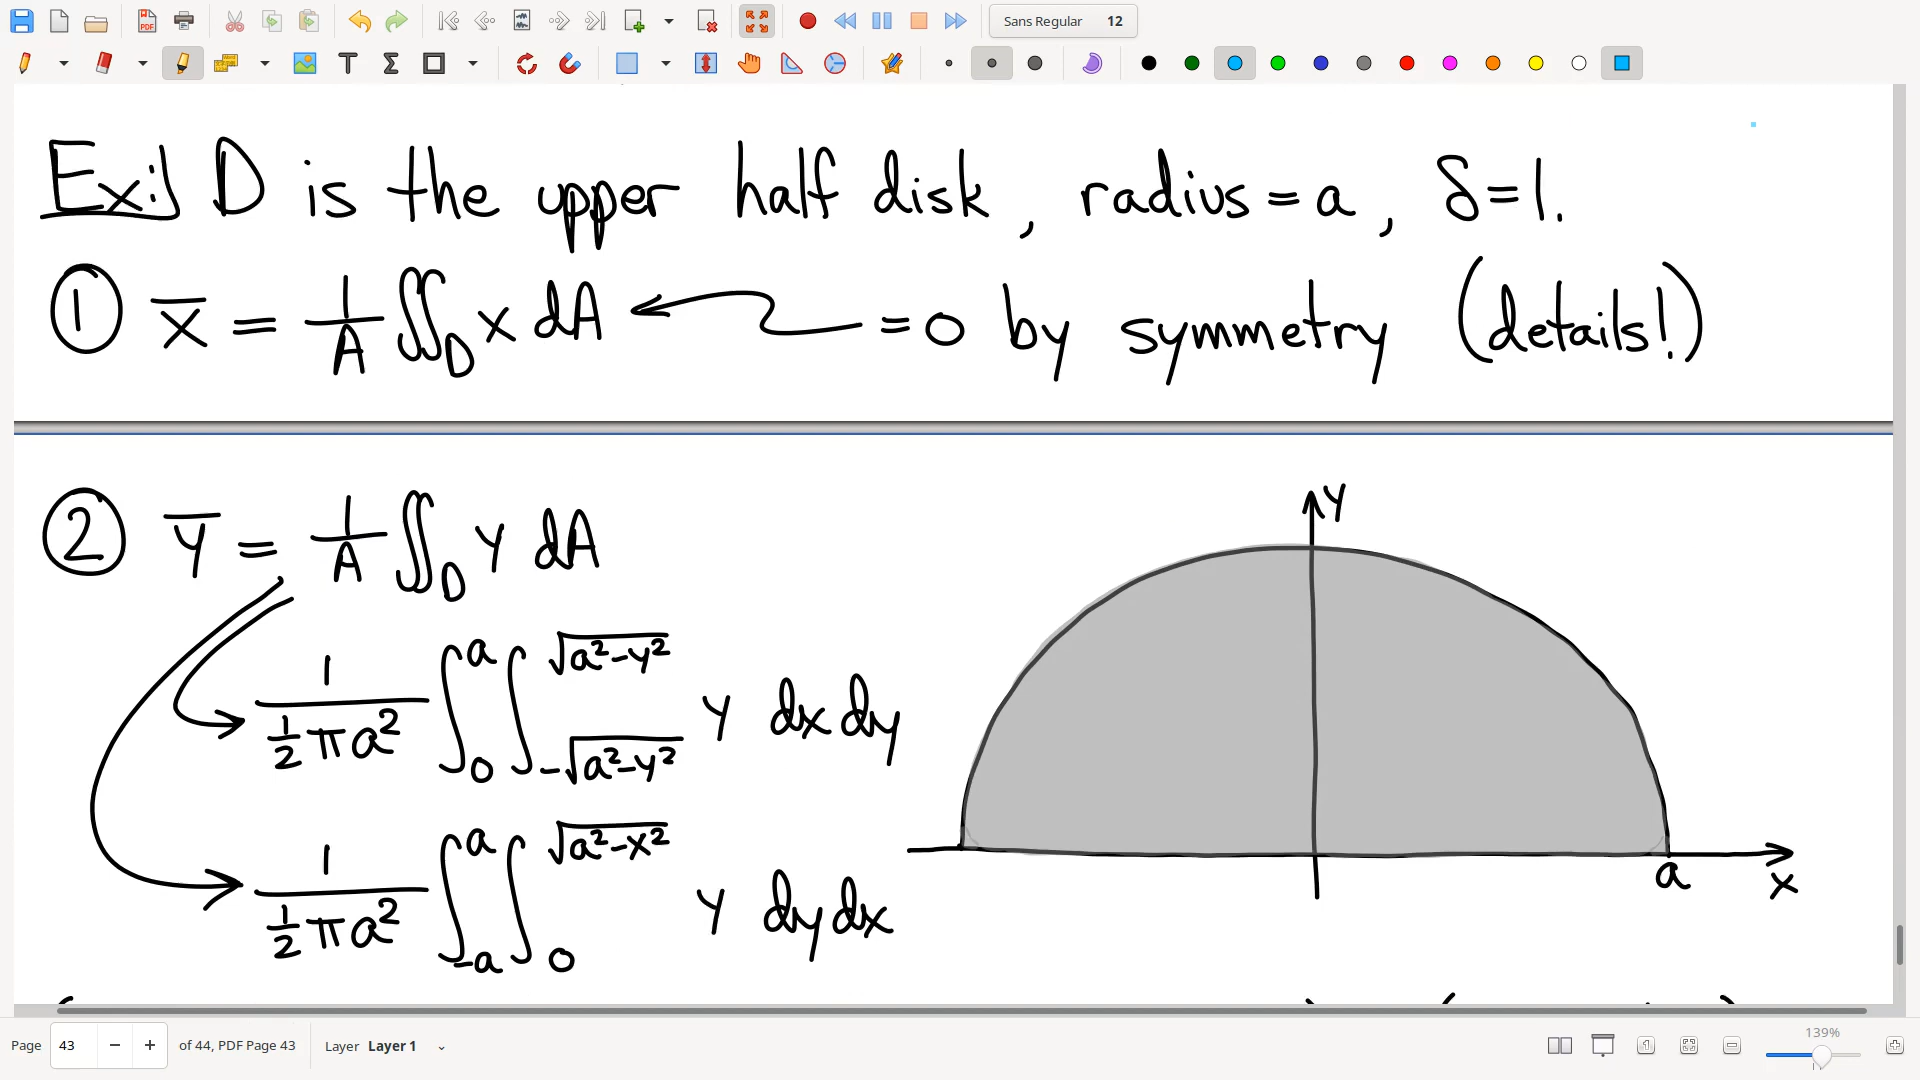 Sans Regular 12
Ex:) D is the upper half disk, radius = a, δ=1.
① x̄ = 1/A ∬_D x dA ← = 0 by symmetry (details!)
② ȳ = 1/A ∬_D y dA
1/(½πa²) ∫_0^a ∫_{-√(a²-y²)}^{√(a²-y²)} y dx dy
1/(½πa²) ∫_{-a}^a ∫_0^{√(a²-x²)} y dy dx
y
a
x
Page 43 − + of 44, PDF Page 43 Layer Layer 1
139%